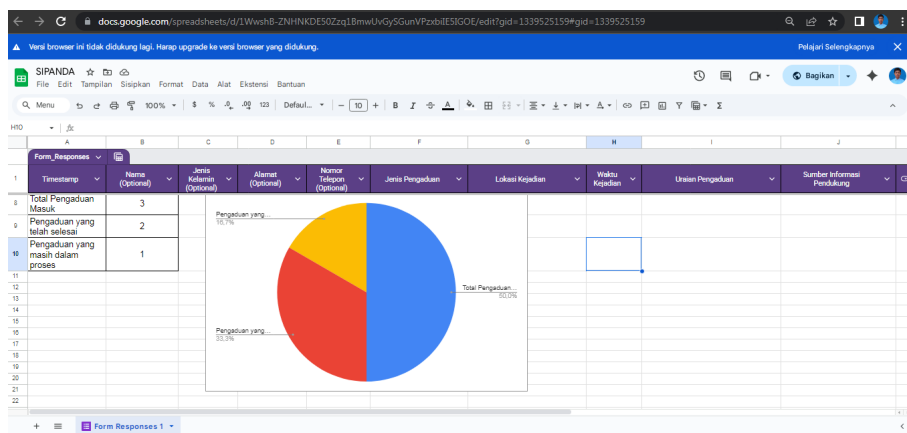 docs.google.com/spreadsheets/d/1WwshB-ZNHNKDE50Zzq1BmwUvGySGunVPzxbiIESIGOE/edit?gid=1339525159#gid=1339525159
Versi browser ini tidak didukung lagi. Harap upgrade ke versi browser yang didukung.
Pelajari Selengkapnya
SIPANDA
File Edit Tampilan Sisipkan Format Data Alat Ekstensi Bantuan
Bagikan
Menu 100% $ % .0 .00 123 Defaul... - 10 + B I A
H10 fx
A B C D E F G H I J
Form_Responses
1 Timestamp Nama (Optional) Jenis Kelamin (Optional) Alamat (Optional) Nomor Telepon (Optional) Jenis Pengaduan Lokasi Kejadian Waktu Kejadian Uraian Pengaduan Sumber Informasi Pendukung
8 Total Pengaduan Masuk 3
9 Pengaduan yang telah selesai 2
10 Pengaduan yang masih dalam proses 1
11
12
13
14
15
16
17
18
19
20
21
22
Pengaduan yang...
16,7%
Total Pengaduan...
50,0%
Pengaduan yang...
33,3%
Form Responses 1